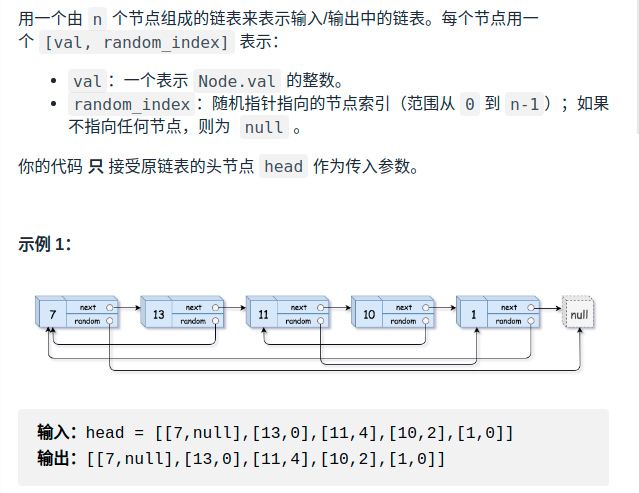 用一个由 n 个节点组成的链表来表示输入/输出中的链表。每个节点用一
个 [val, random_index] 表示：
• val：一个表示 Node.val 的整数。
• random_index：随机指针指向的节点索引（范围从 0 到 n-1）；如果
不指向任何节点，则为 null 。
你的代码 只 接受原链表的头节点 head 作为传入参数。
示例 1：
7 next random 13 next random 11 next random 10 next random 1 next random null
输入：head = [[7,null],[13,0],[11,4],[10,2],[1,0]]
输出：[[7,null],[13,0],[11,4],[10,2],[1,0]]